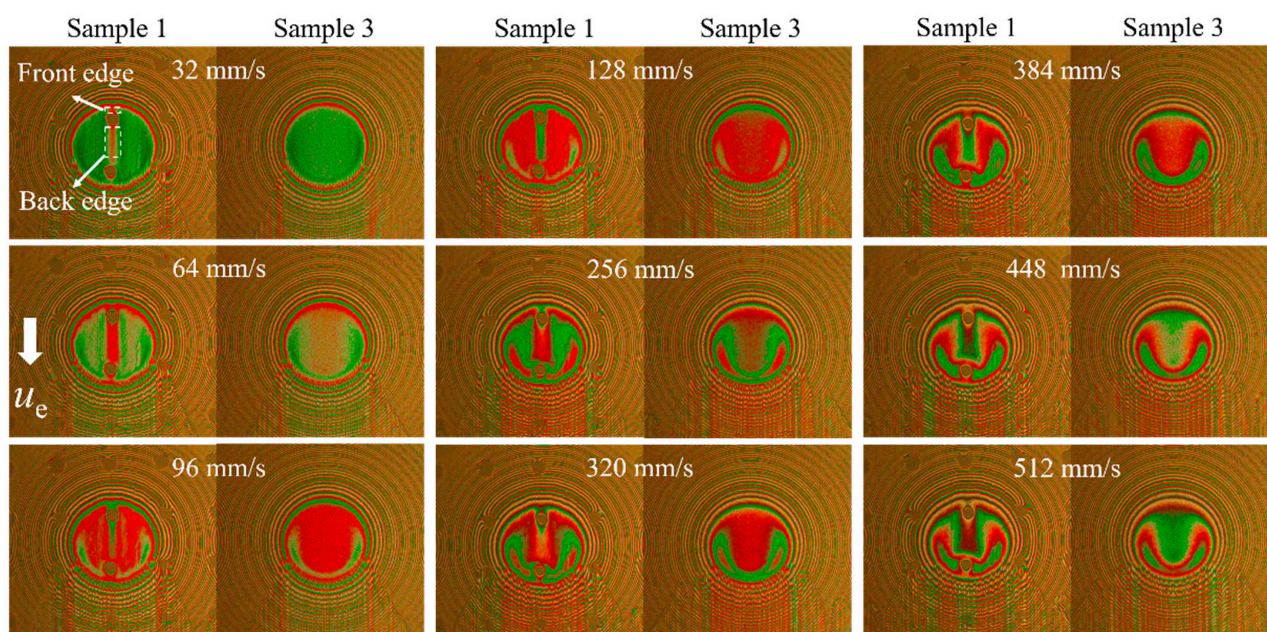 Sample 1 Sample 3 Sample 1 Sample 3 Sample 1 Sample 3
Front edge
32 mm/s 128 mm/s 384 mm/s
Back edge
64 mm/s 256 mm/s 448 mm/s
uₑ
96 mm/s 320 mm/s 512 mm/s